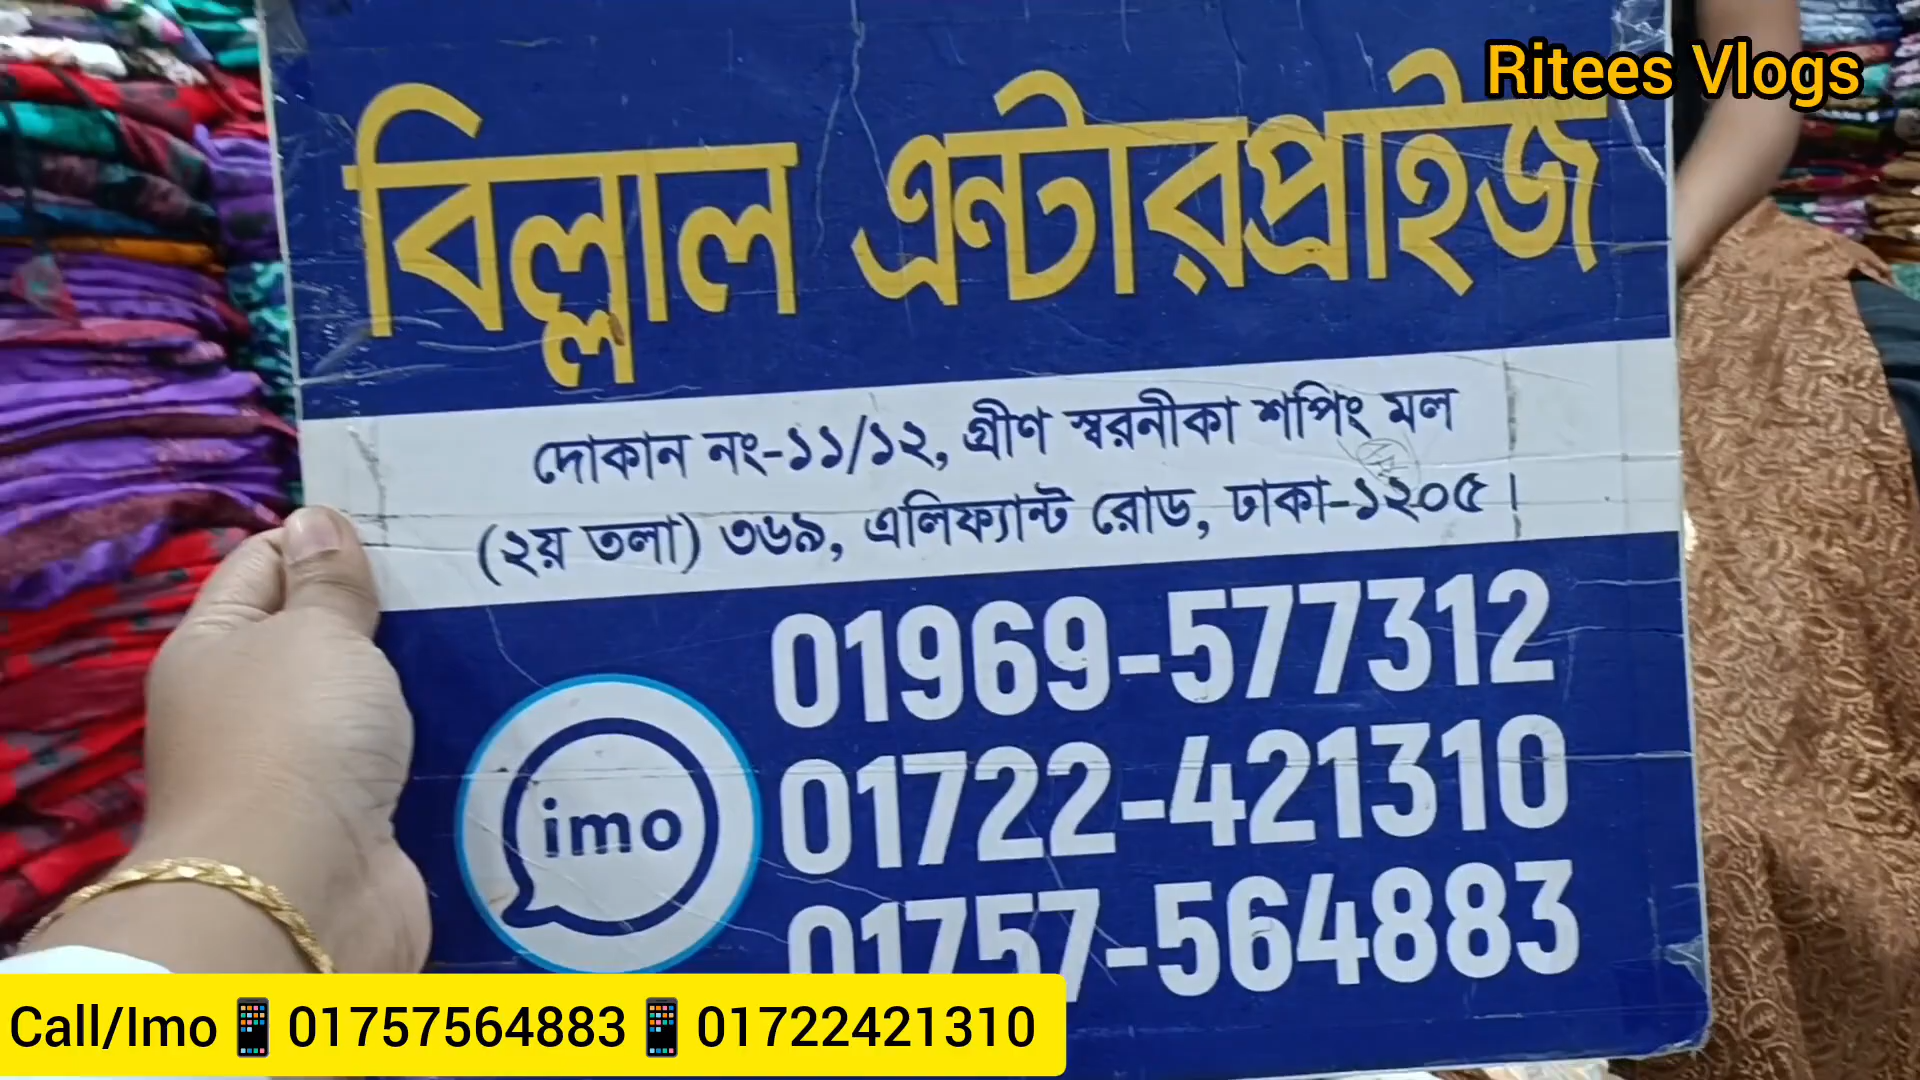 Ritees Vlogs
বিল্লাল এন্টারপ্রাইজ
দোকান নং-১১/১২, গ্রীণ স্বরনীকা শপিং মল
(২য় তলা) ৩৬৯, এলিফ্যান্ট রোড, ঢাকা-১২০৫।
01969-577312
01722-421310
imo
01757-564883
Call/Imo📱01757564883📱01722421310